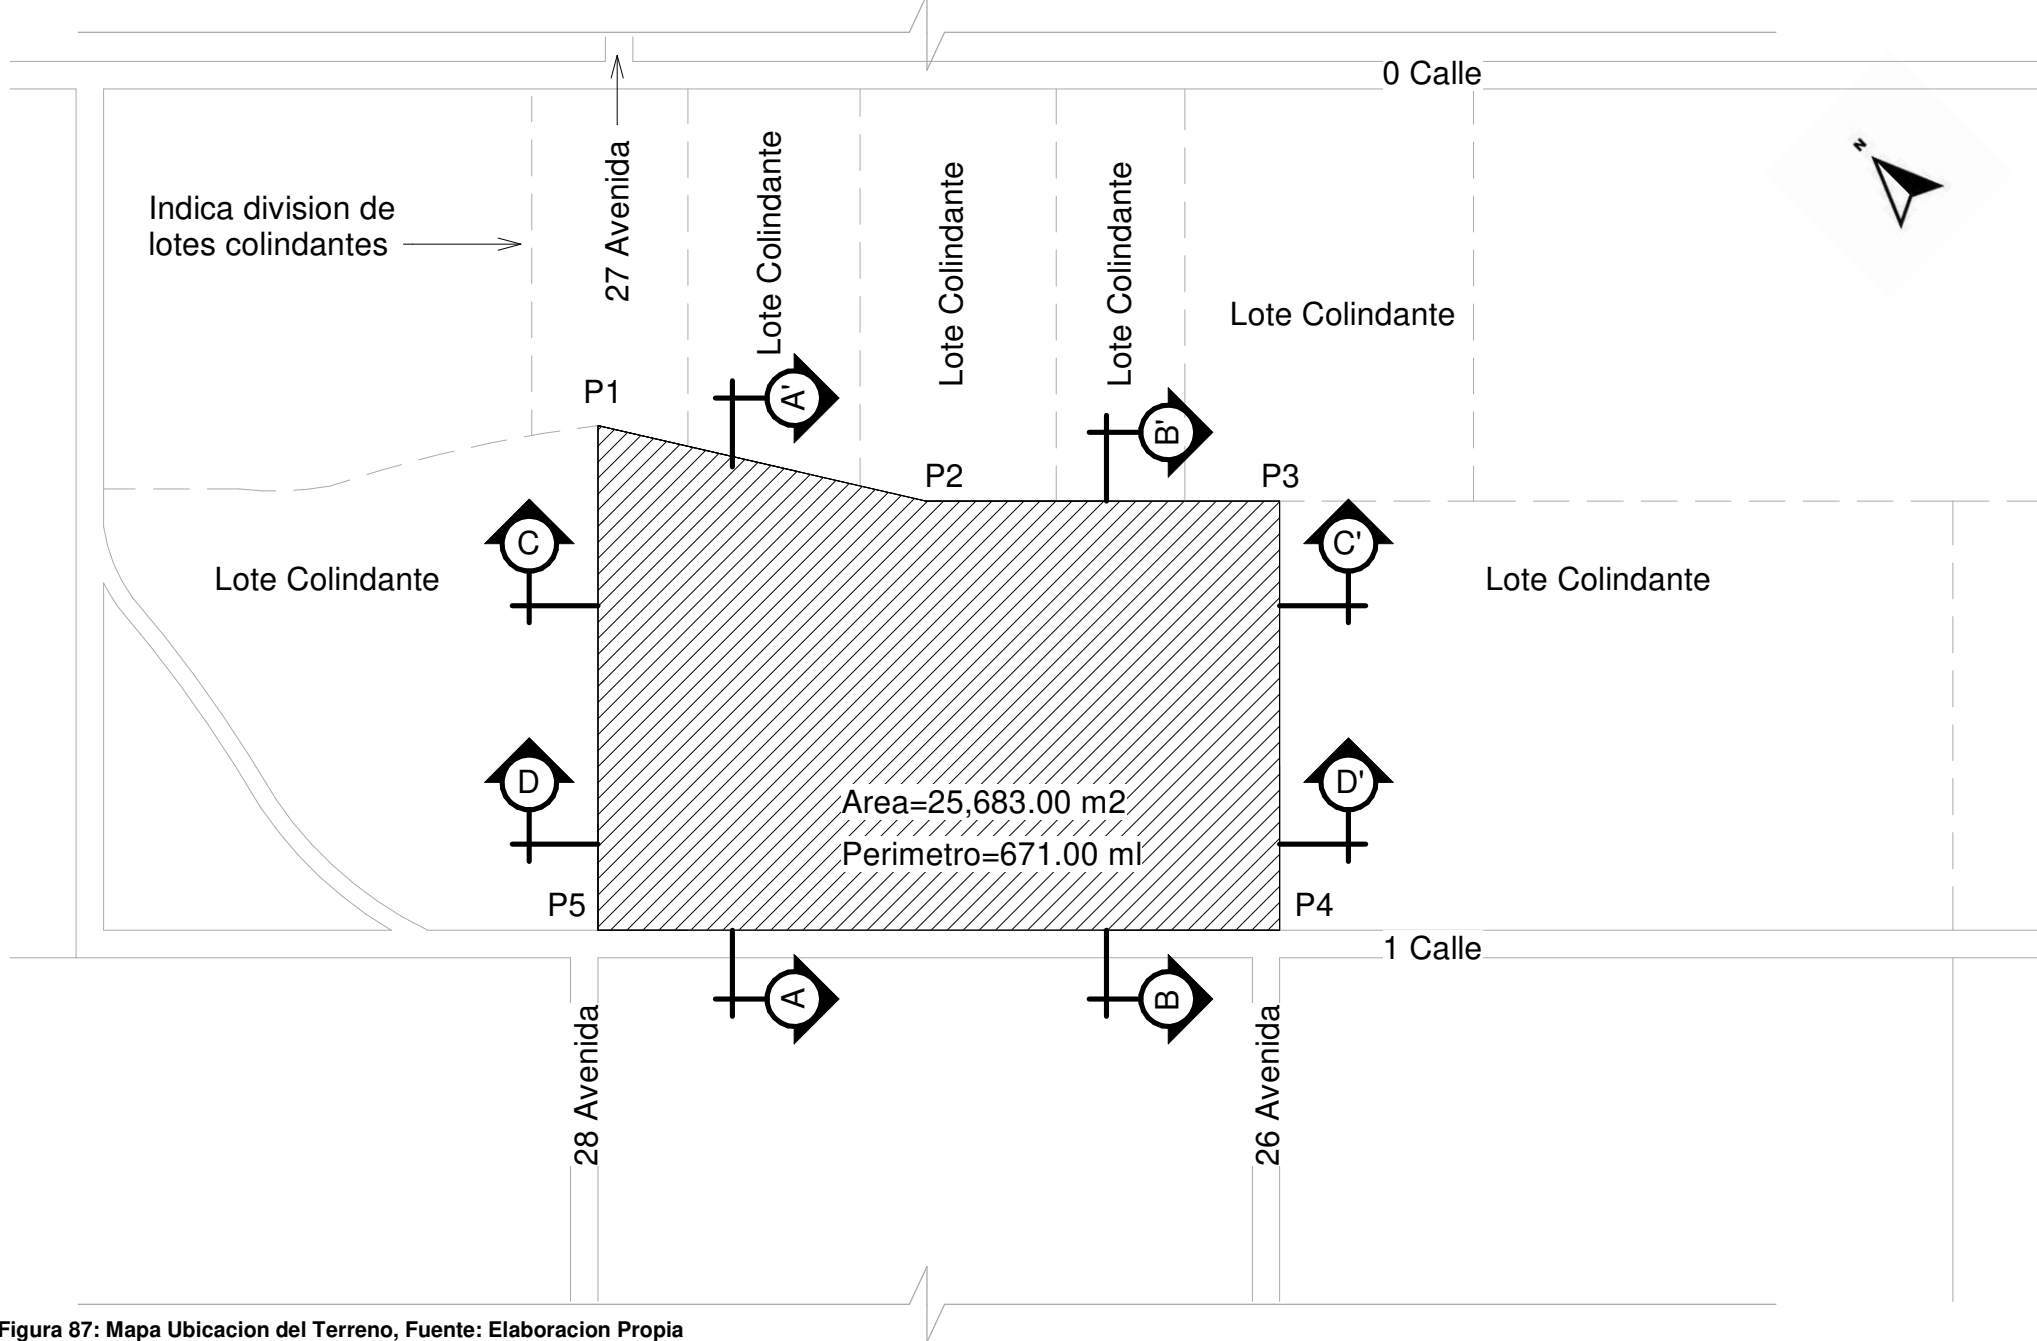 0 Calle
N
Indica division de
lotes colindantes
27 Avenida
Lote Colindante
Lote Colindante
Lote Colindante
Lote Colindante
P1
A'
B'
P2
P3
C
C'
Lote Colindante
Lote Colindante
D
D'
Area=25,683.00 m2
Perimetro=671.00 ml
P5
P4
1 Calle
A
B
28 Avenida
26 Avenida
Figura 87: Mapa Ubicacion del Terreno, Fuente: Elaboracion Propia